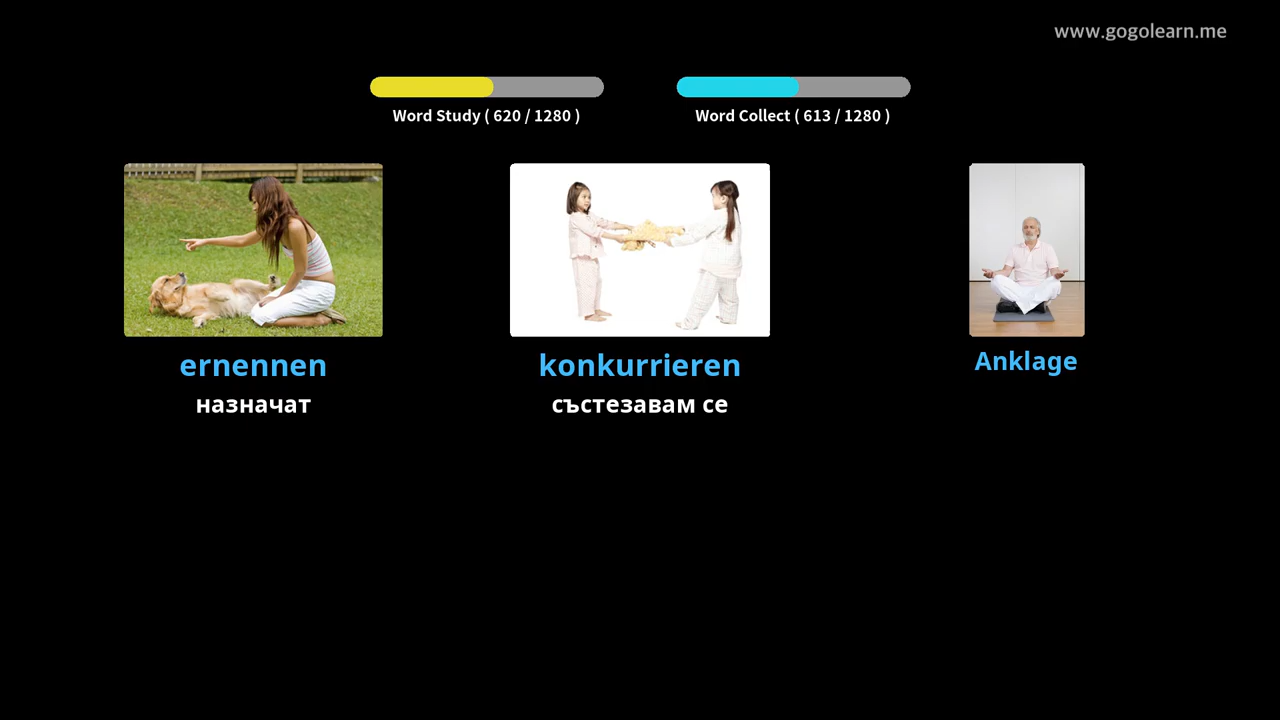 www.gogolearn.me
Word Study ( 620 / 1280 )
Word Collect ( 613 / 1280 )
ernennen
назначат
konkurrieren
състезавам се
Anklage